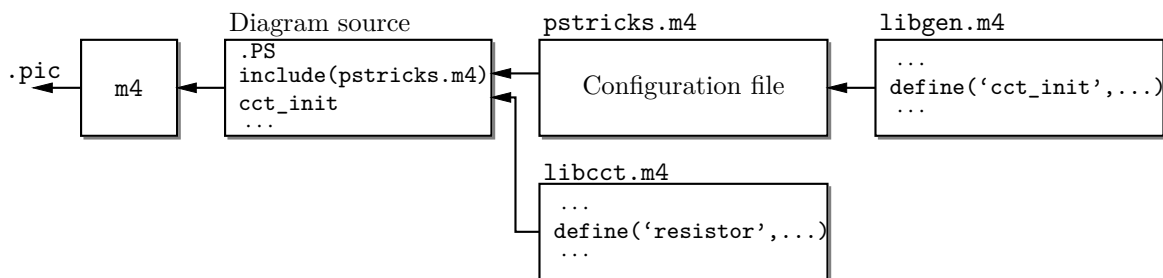 .pic
m4
Diagram source
.PS
include(pstricks.m4)
cct_init
...
pstricks.m4
Configuration file
libgen.m4
...
define(‘cct_init’,...)
...
libcct.m4
...
define(‘resistor’,...)
...